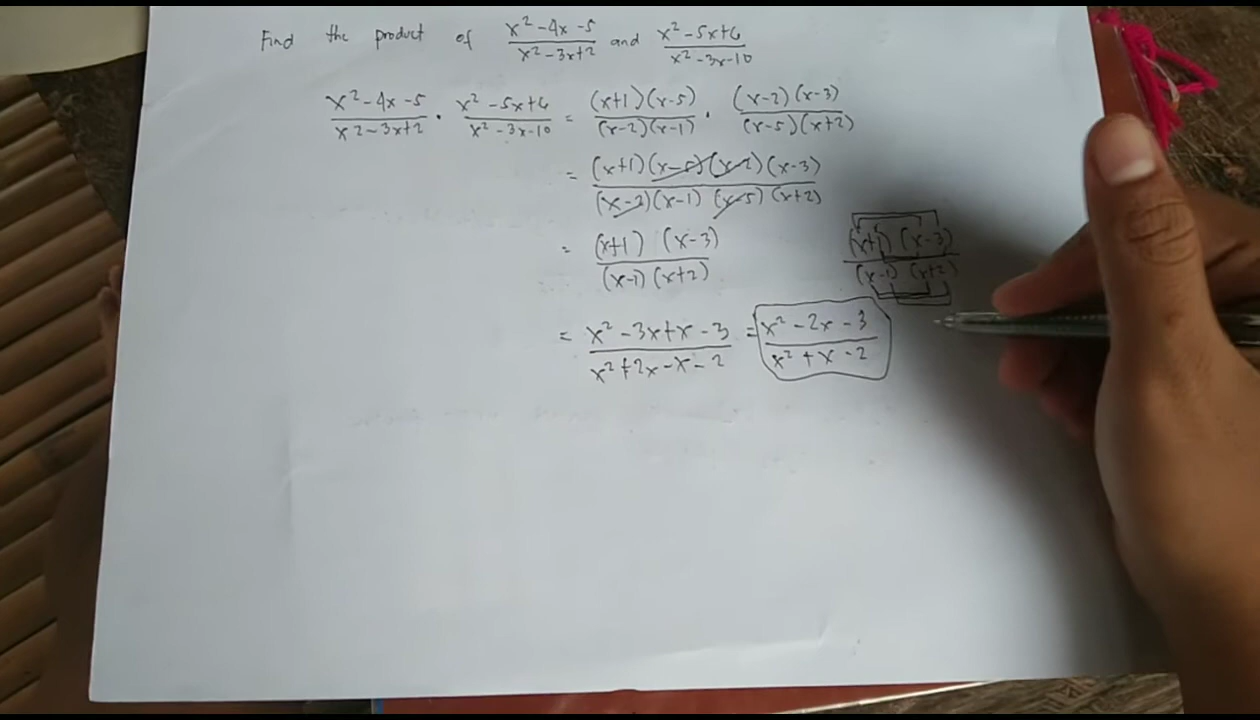 Find the product of x² - 4x - 5 / x² - 3x + 2 and x² - 5x + 6 / x² - 3x - 10
x² - 4x - 5 / x² - 3x + 2 · x² - 5x + 6 / x² - 3x - 10 = (x+1)(x-5) / (x-2)(x-1) · (x-2)(x-3) / (x-5)(x+2)
= (x+1)(x-5)(x-2)(x-3) / (x-2)(x-1)(x-5)(x+2)
= (x+1)(x-3) / (x-1)(x+2)
(x+1)(x-3) / (x-1)(x+2)
= x² - 3x + x - 3 / x² + 2x - x - 2 = x² - 2x - 3 / x² + x - 2